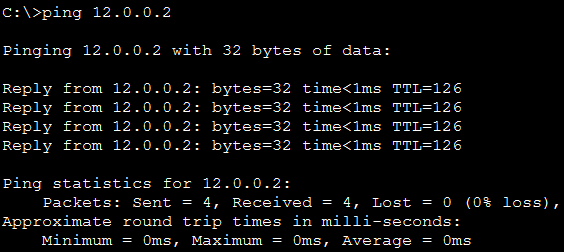 C:\>ping 12.0.0.2
Pinging 12.0.0.2 with 32 bytes of data:
Reply from 12.0.0.2: bytes=32 time<1ms TTL=126
Reply from 12.0.0.2: bytes=32 time<1ms TTL=126
Reply from 12.0.0.2: bytes=32 time<1ms TTL=126
Reply from 12.0.0.2: bytes=32 time<1ms TTL=126
Ping statistics for 12.0.0.2:
    Packets: Sent = 4, Received = 4, Lost = 0 (0% loss),
Approximate round trip times in milli-seconds:
    Minimum = 0ms, Maximum = 0ms, Average = 0ms